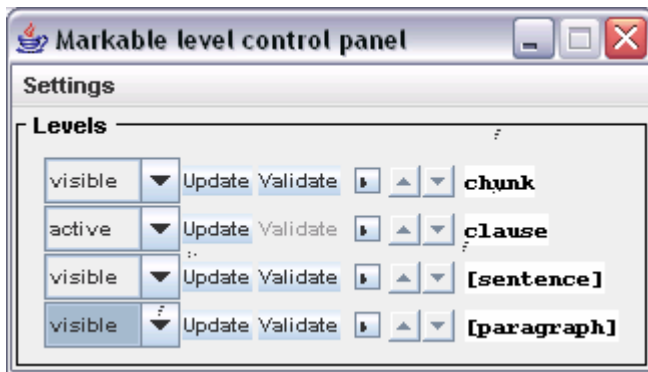 Markable level control panel
Settings
Levels
visible Update Validate chunk
active Update Validate clause
visible Update Validate [sentence]
visible Update Validate [paragraph]